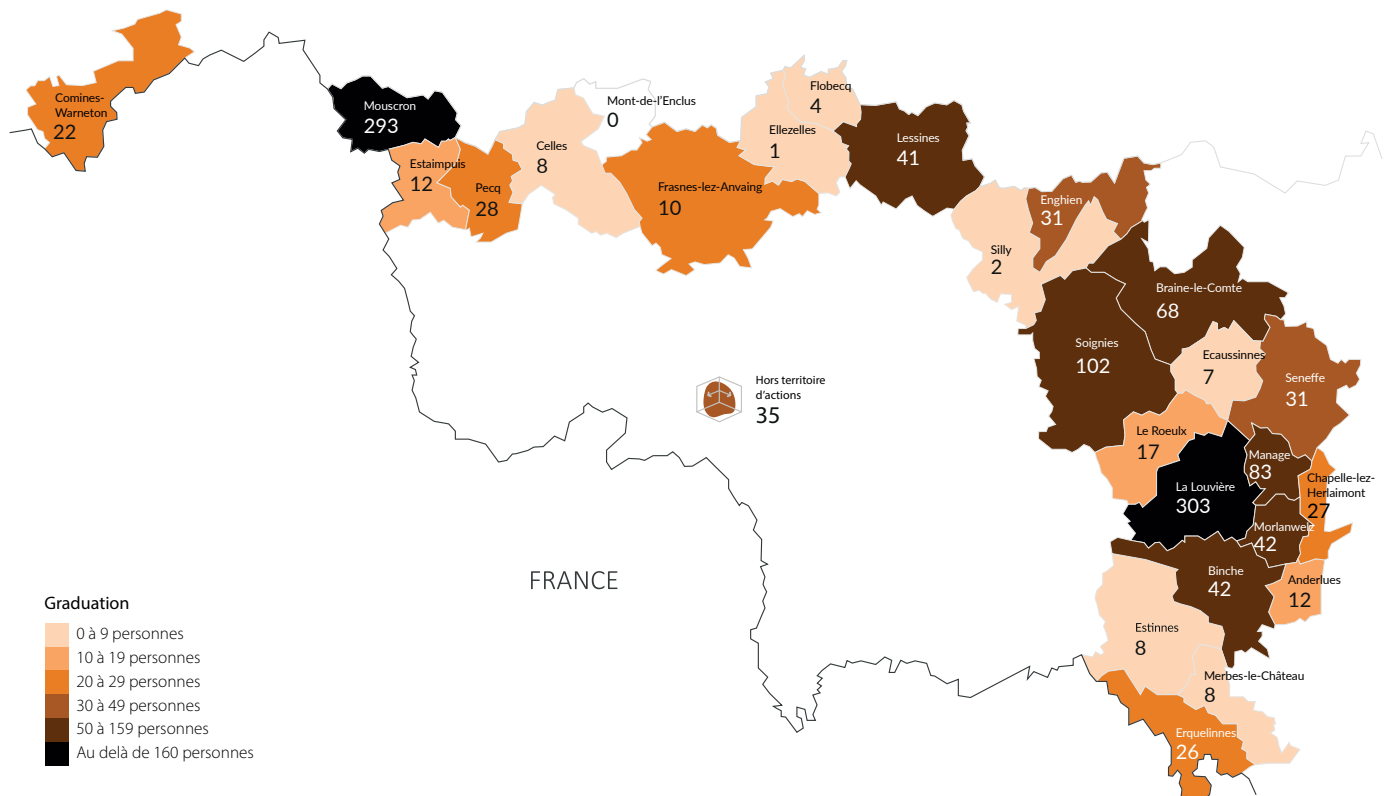 Comines-
Warneton
22
Mouscron
293
Estaimpuis
12
Pecq
28
Celles
8
Mont-de-l'Enclus
0
Frasnes-lez-Anvaing
10
Ellezelles
1
Flobecq
4
Lessines
41
Silly
2
Enghien
31
Braine-le-Comte
68
Soignies
102
Ecaussinnes
7
Seneffe
31
Le Roeulx
17
La Louvière
303
Manage
83
Chapelle-lez-
Herlaimont
27
Morlanwelz
42
Binche
42
Anderlues
12
Estinnes
8
Merbes-le-Château
8
Erquelinnes
26
Hors territoire
d'actions
35
FRANCE
Graduation
0 à 9 personnes
10 à 19 personnes
20 à 29 personnes
30 à 49 personnes
50 à 159 personnes
Au delà de 160 personnes